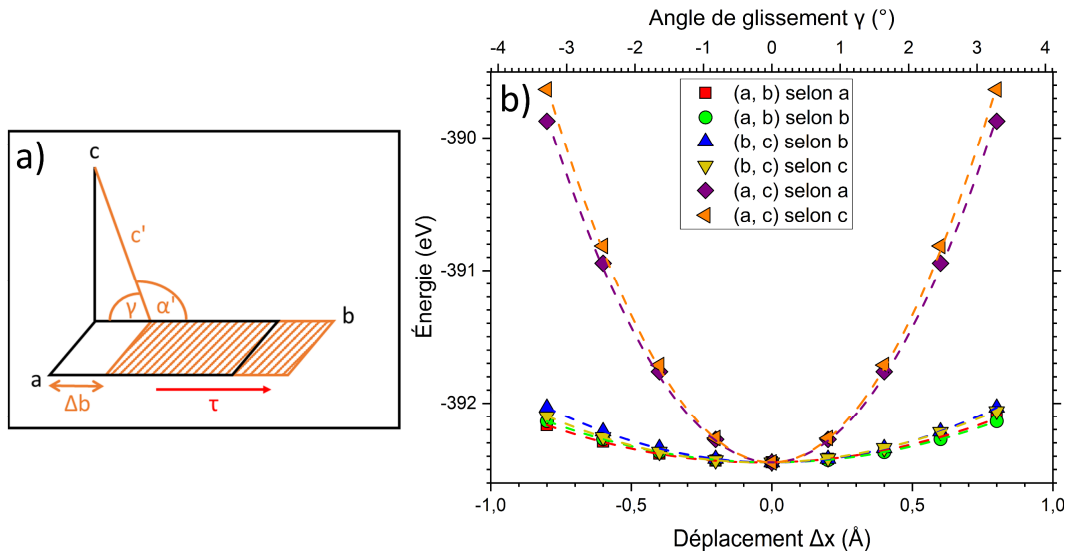 a)
c
c'
γ
α'
b
a
Δb
τ
Angle de glissement γ (°)
-4 -3 -2 -1 0 1 2 3 4
b)
(a, b) selon a
(a, b) selon b
(b, c) selon b
(b, c) selon c
(a, c) selon a
(a, c) selon c
Énergie (eV)
-390
-391
-392
-1,0 -0,5 0,0 0,5 1,0
Déplacement Δx (Å)